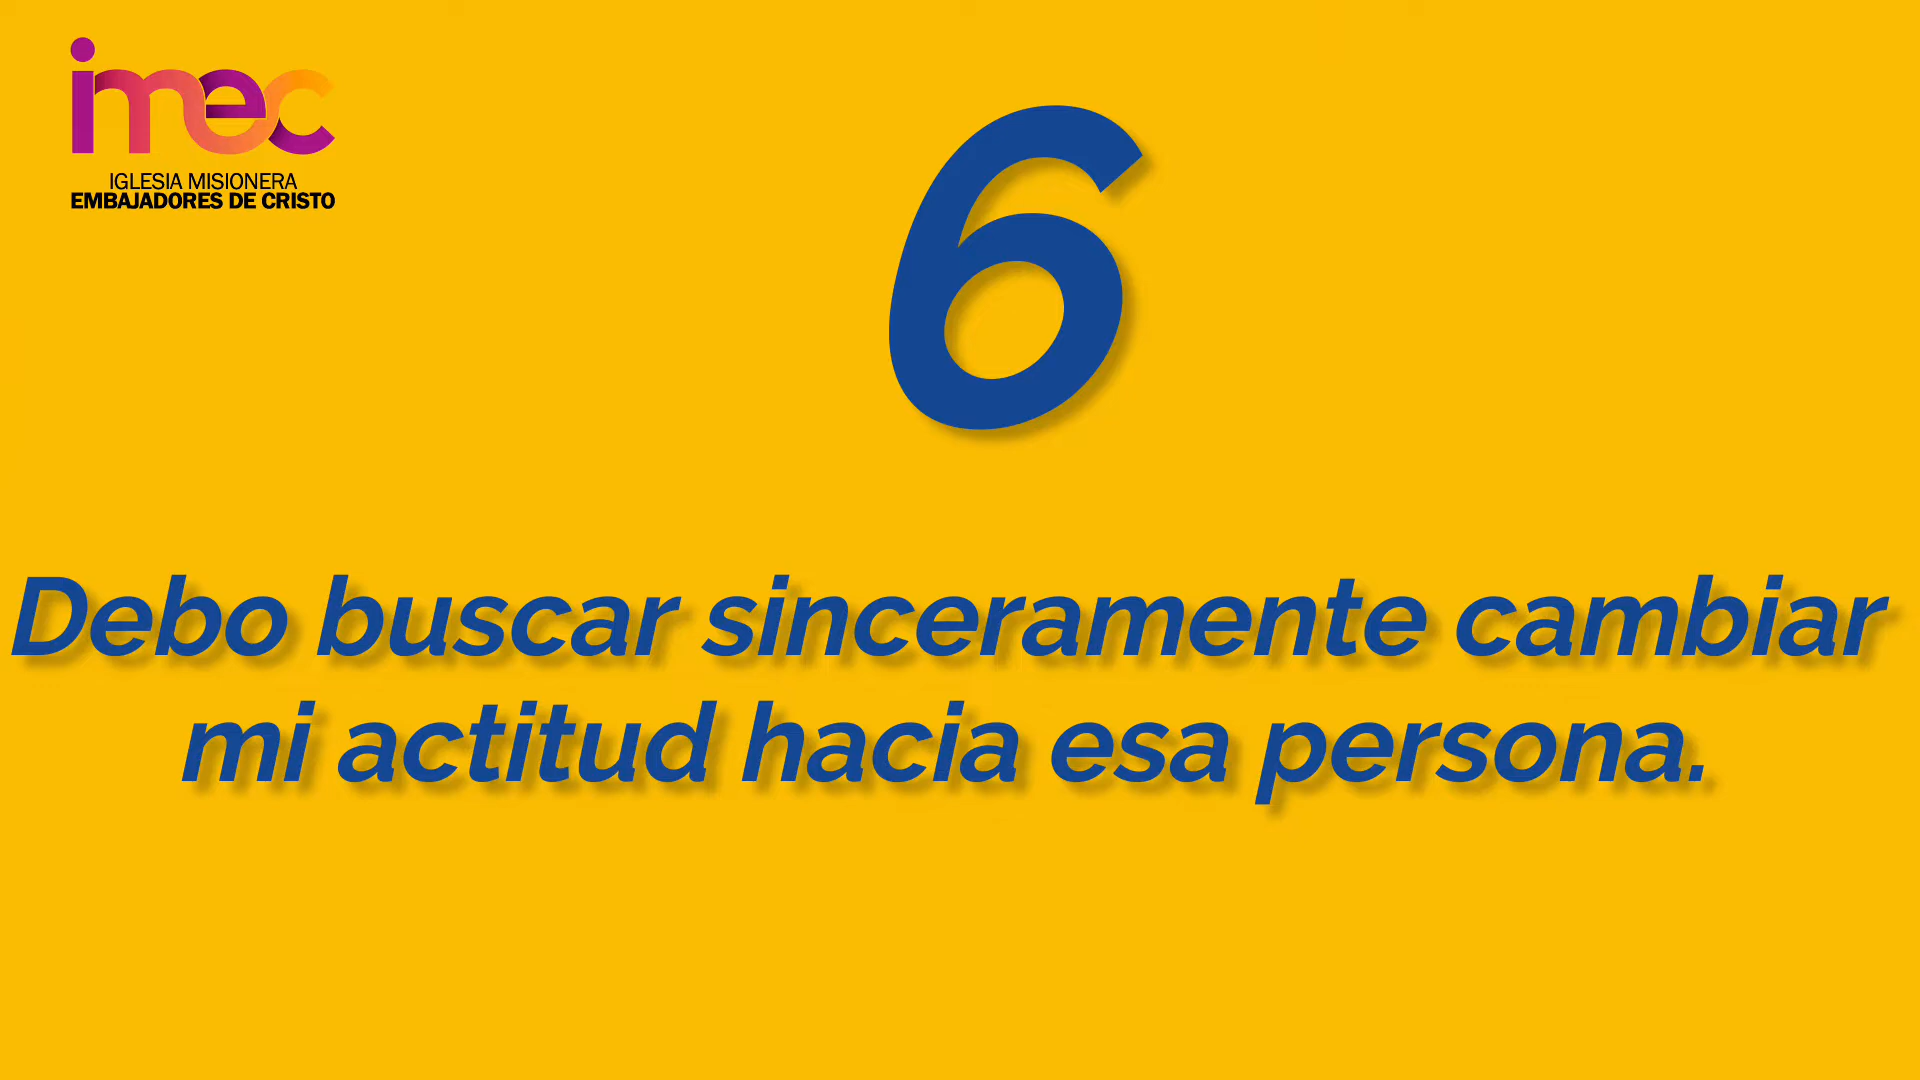 imec
IGLESIA MISIONERA
EMBAJADORES DE CRISTO
6
Debo buscar sinceramente cambiar
mi actitud hacia esa persona.